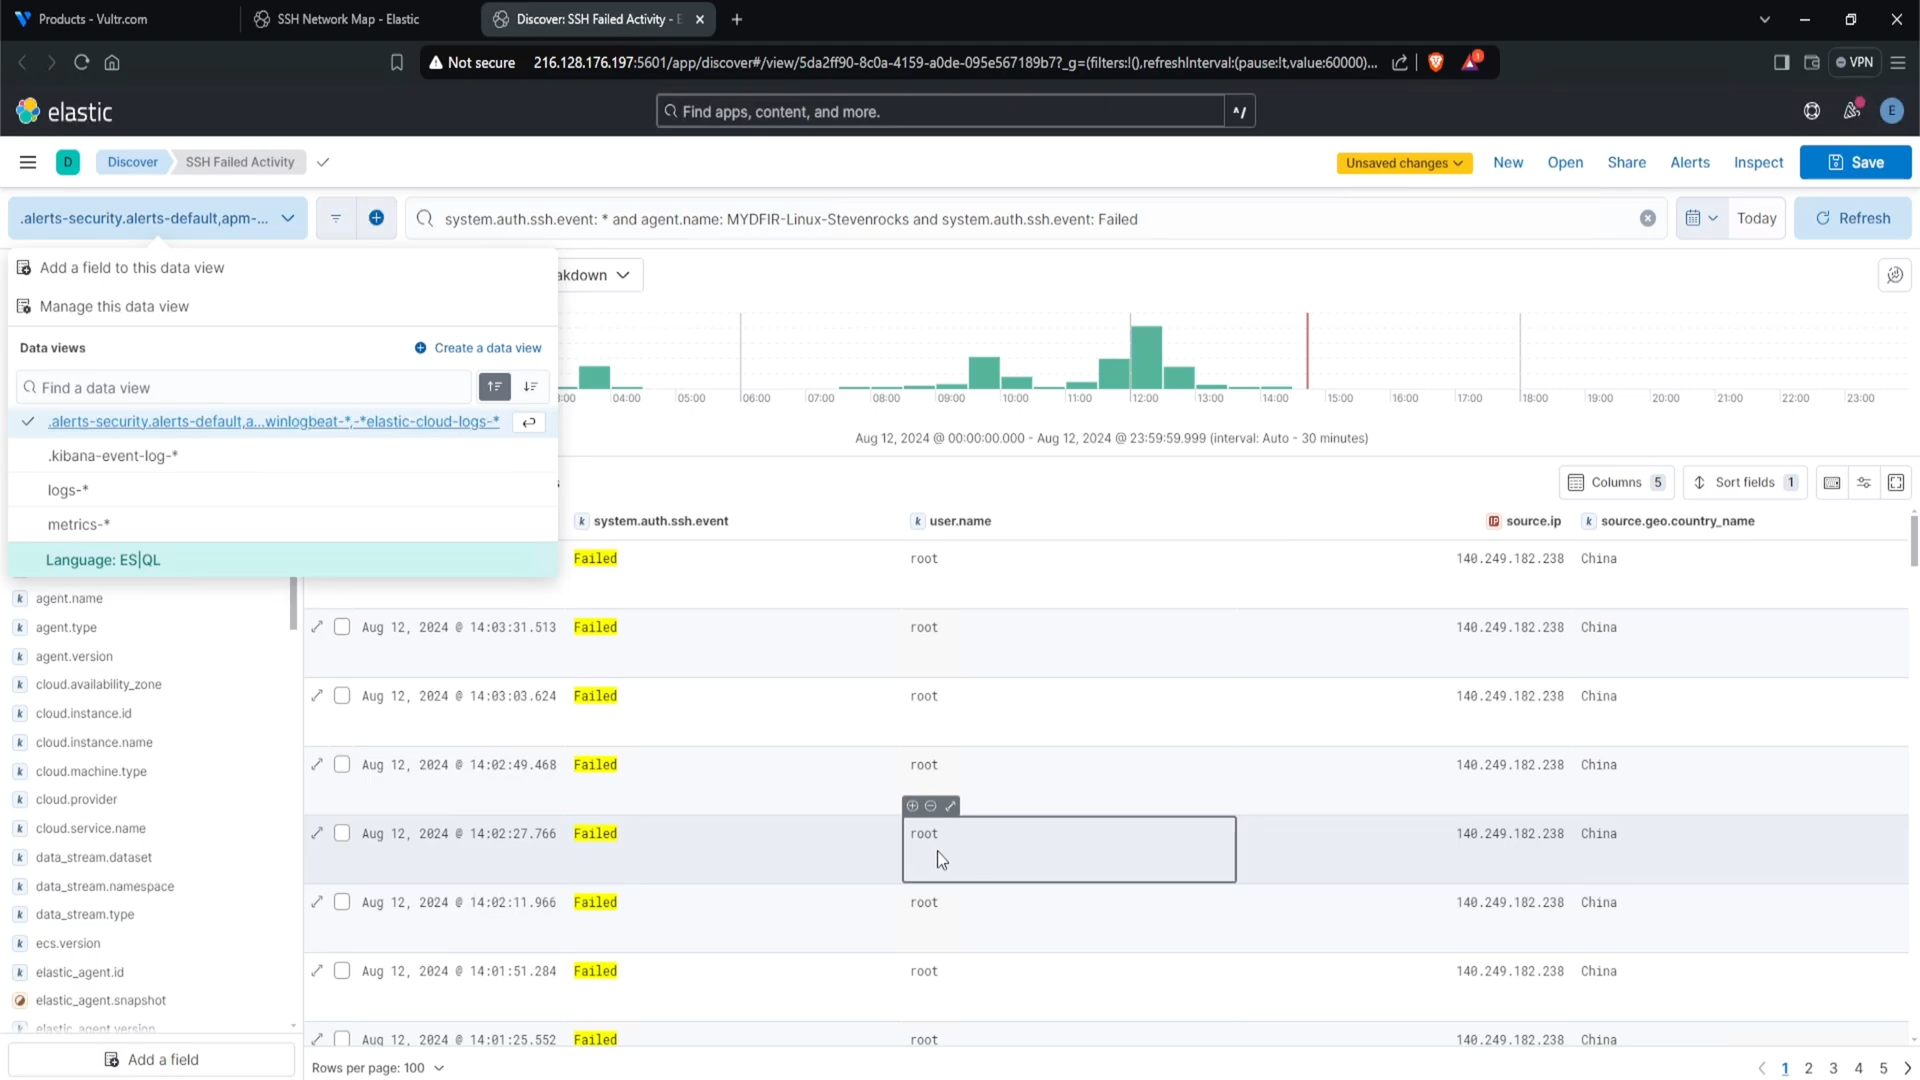 Products - Vultr.com
SSH Network Map - Elastic
Discover: SSH Failed Activity - E
Not secure
216.128.176.197:5601/app/discover#/view/5da2ff90-8c0a-4159-a0de-095e567189b7?_g=(filters:!(),refreshInterval:(pause:!t,value:60000)...
1
VPN
elastic
Find apps, content, and more.
^/
E
D
Discover
SSH Failed Activity
Unsaved changes
New
Open
Share
Alerts
Inspect
Save
.alerts-security.alerts-default,apm-...
system.auth.ssh.event: * and agent.name: MYDFIR-Linux-Stevenrocks and system.auth.ssh.event: Failed
Today
Refresh
Add a field to this data view
Manage this data view
Data views
Create a data view
Find a data view
.alerts-security.alerts-default,a...winlogbeat-*,-*elastic-cloud-logs-*
.kibana-event-log-*
logs-*
metrics-*
Language: ES|QL
akdown
:00 04:00 05:00 06:00 07:00 08:00 09:00 10:00 11:00 12:00 13:00 14:00 15:00 16:00 17:00 18:00 19:00 20:00 21:00 22:00 23:00
Aug 12, 2024 @ 00:00:00.000 - Aug 12, 2024 @ 23:59:59.999 (interval: Auto - 30 minutes)
Columns 5
Sort fields 1
k system.auth.ssh.event k user.name IP source.ip k source.geo.country_name
Failed root 140.249.182.238 China
Aug 12, 2024 @ 14:03:31.513 Failed root 140.249.182.238 China
Aug 12, 2024 @ 14:03:03.624 Failed root 140.249.182.238 China
Aug 12, 2024 @ 14:02:49.468 Failed root 140.249.182.238 China
Aug 12, 2024 @ 14:02:27.766 Failed root 140.249.182.238 China
Aug 12, 2024 @ 14:02:11.966 Failed root 140.249.182.238 China
Aug 12, 2024 @ 14:01:51.284 Failed root 140.249.182.238 China
Aug 12, 2024 @ 14:01:25.552 Failed root 140.249.182.238 China
k agent.name
k agent.type
k agent.version
k cloud.availability_zone
k cloud.instance.id
k cloud.instance.name
k cloud.machine.type
k cloud.provider
k cloud.service.name
k data_stream.dataset
k data_stream.namespace
k data_stream.type
k ecs.version
k elastic_agent.id
elastic_agent.snapshot
k elastic_agent.version
Add a field
Rows per page: 100
1 2 3 4 5